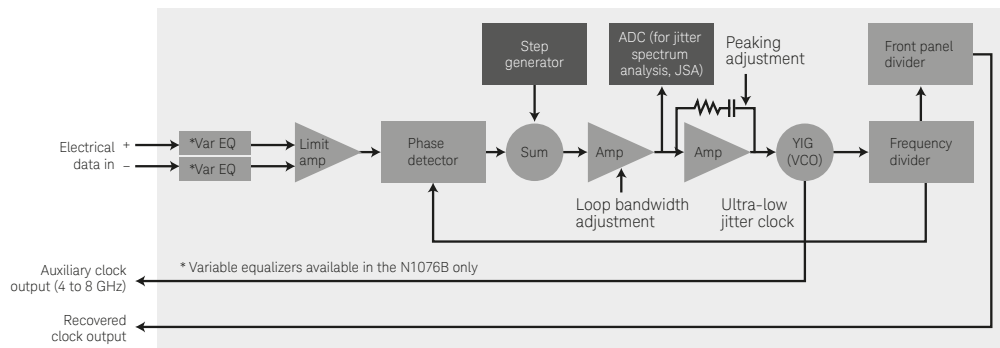 Step
generator
ADC (for jitter
spectrum
analysis, JSA)
Peaking
adjustment
Front panel
divider
Electrical
data in
+
–
*Var EQ
*Var EQ
Limit
amp
Phase
detector
Sum
Amp
Amp
YIG
(VCO)
Frequency
divider
Loop bandwidth
adjustment
Ultra-low
jitter clock
* Variable equalizers available in the N1076B only
Auxiliary clock
output (4 to 8 GHz)
Recovered
clock output